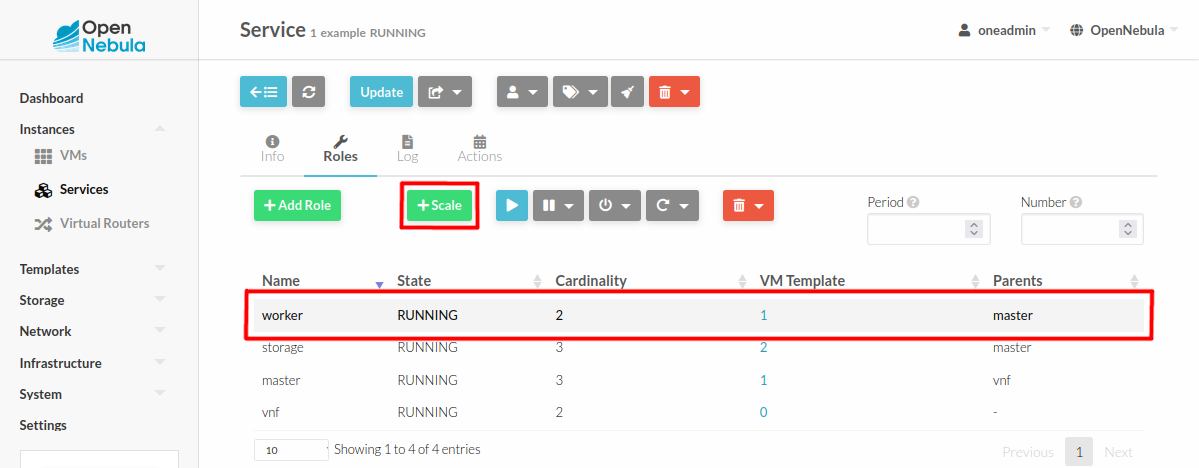 Open
Nebula
Service 1 example RUNNING
oneadmin
OpenNebula
Dashboard
Instances
VMs
Services
Virtual Routers
Templates
Storage
Network
Infrastructure
System
Settings
Update
Info
Roles
Log
Actions
Add Role
Scale
Period
Number
Name State Cardinality VM Template Parents
worker RUNNING 2 1 master
storage RUNNING 3 2 master
master RUNNING 3 1 vnf
vnf RUNNING 2 0 -
10 Showing 1 to 4 of 4 entries
Previous 1 Next